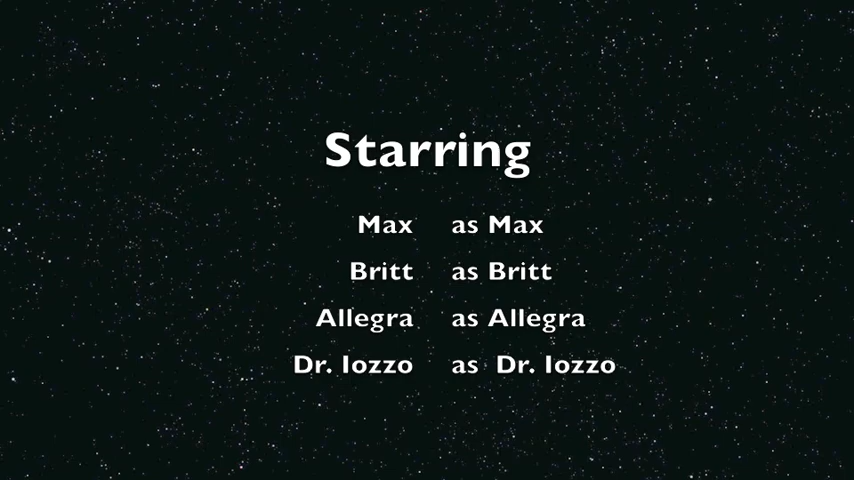 Starring
Max as Max
Britt as Britt
Allegra as Allegra
Dr. Iozzo as Dr. Iozzo